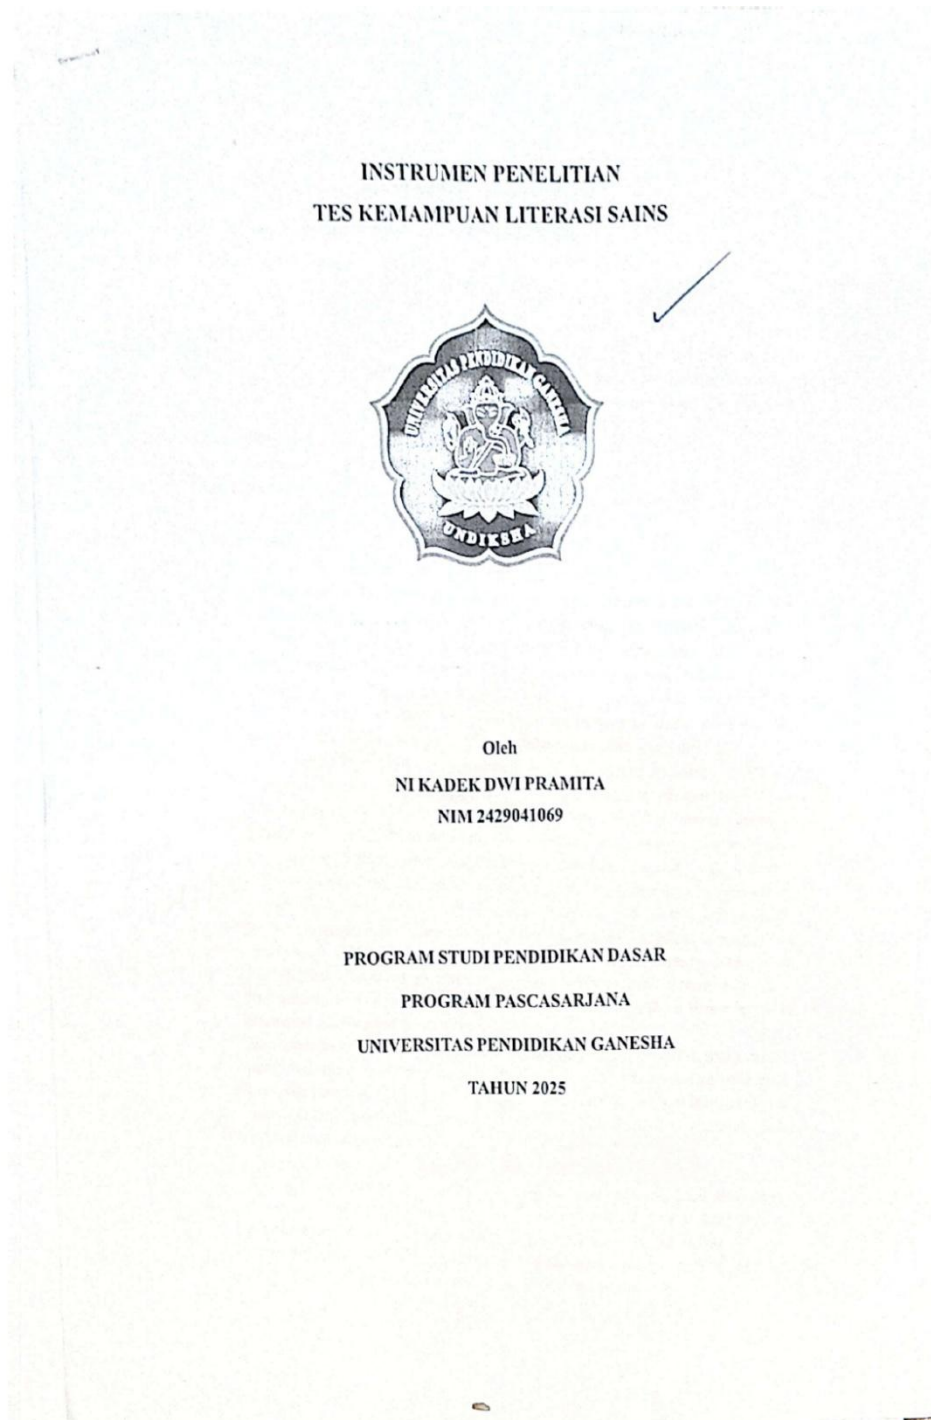 INSTRUMEN PENELITIAN
TES KEMAMPUAN LITERASI SAINS
UNIVERSITAS PENDIDIKAN GANESHA
UNDIKSHA
Oleh
NI KADEK DWI PRAMITA
NIM 2429041069
PROGRAM STUDI PENDIDIKAN DASAR
PROGRAM PASCASARJANA
UNIVERSITAS PENDIDIKAN GANESHA
TAHUN 2025